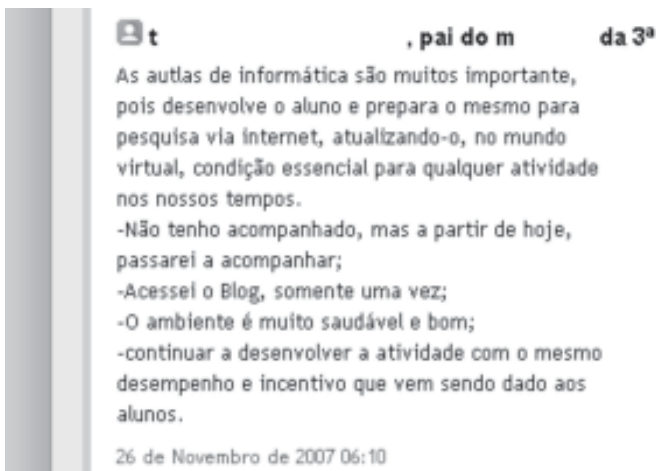 t , pai do m da 3ª
As autlas de informática são muitos importante,
pois desenvolve o aluno e prepara o mesmo para
pesquisa via internet, atualizando-o, no mundo
virtual, condição essencial para qualquer atividade
nos nossos tempos.
-Não tenho acompanhado, mas a partir de hoje,
passarei a acompanhar;
-Acessei o Blog, somente uma vez;
-O ambiente é muito saudável e bom;
-continuar a desenvolver a atividade com o mesmo
desempenho e incentivo que vem sendo dado aos
alunos.
26 de Novembro de 2007 06:10